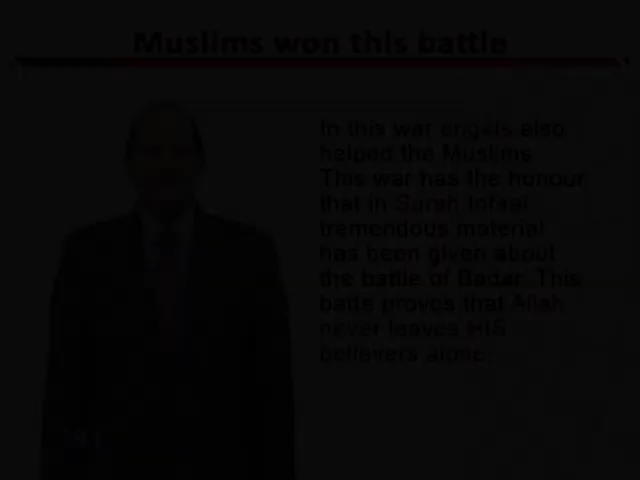 Muslims won this battle
In this war engels also
helped the Muslims
This war has the honour
that in Surah Infaal
tremendous material
has been given about
the battle of Badar. This
batte proves that Allah
never leaves HIS
believers alone.